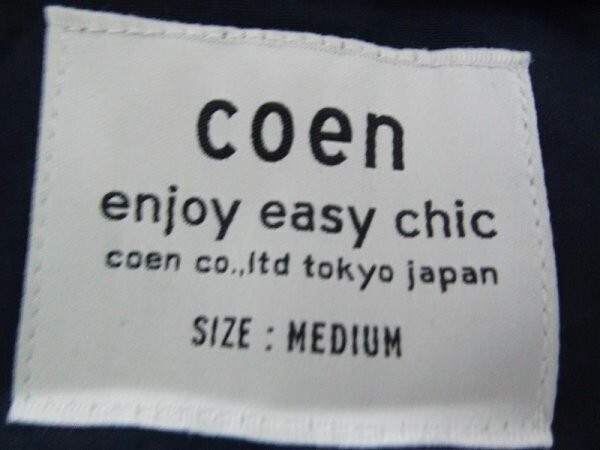 coen
enjoy easy chic
coen co.,ltd tokyo japan
SIZE : MEDIUM